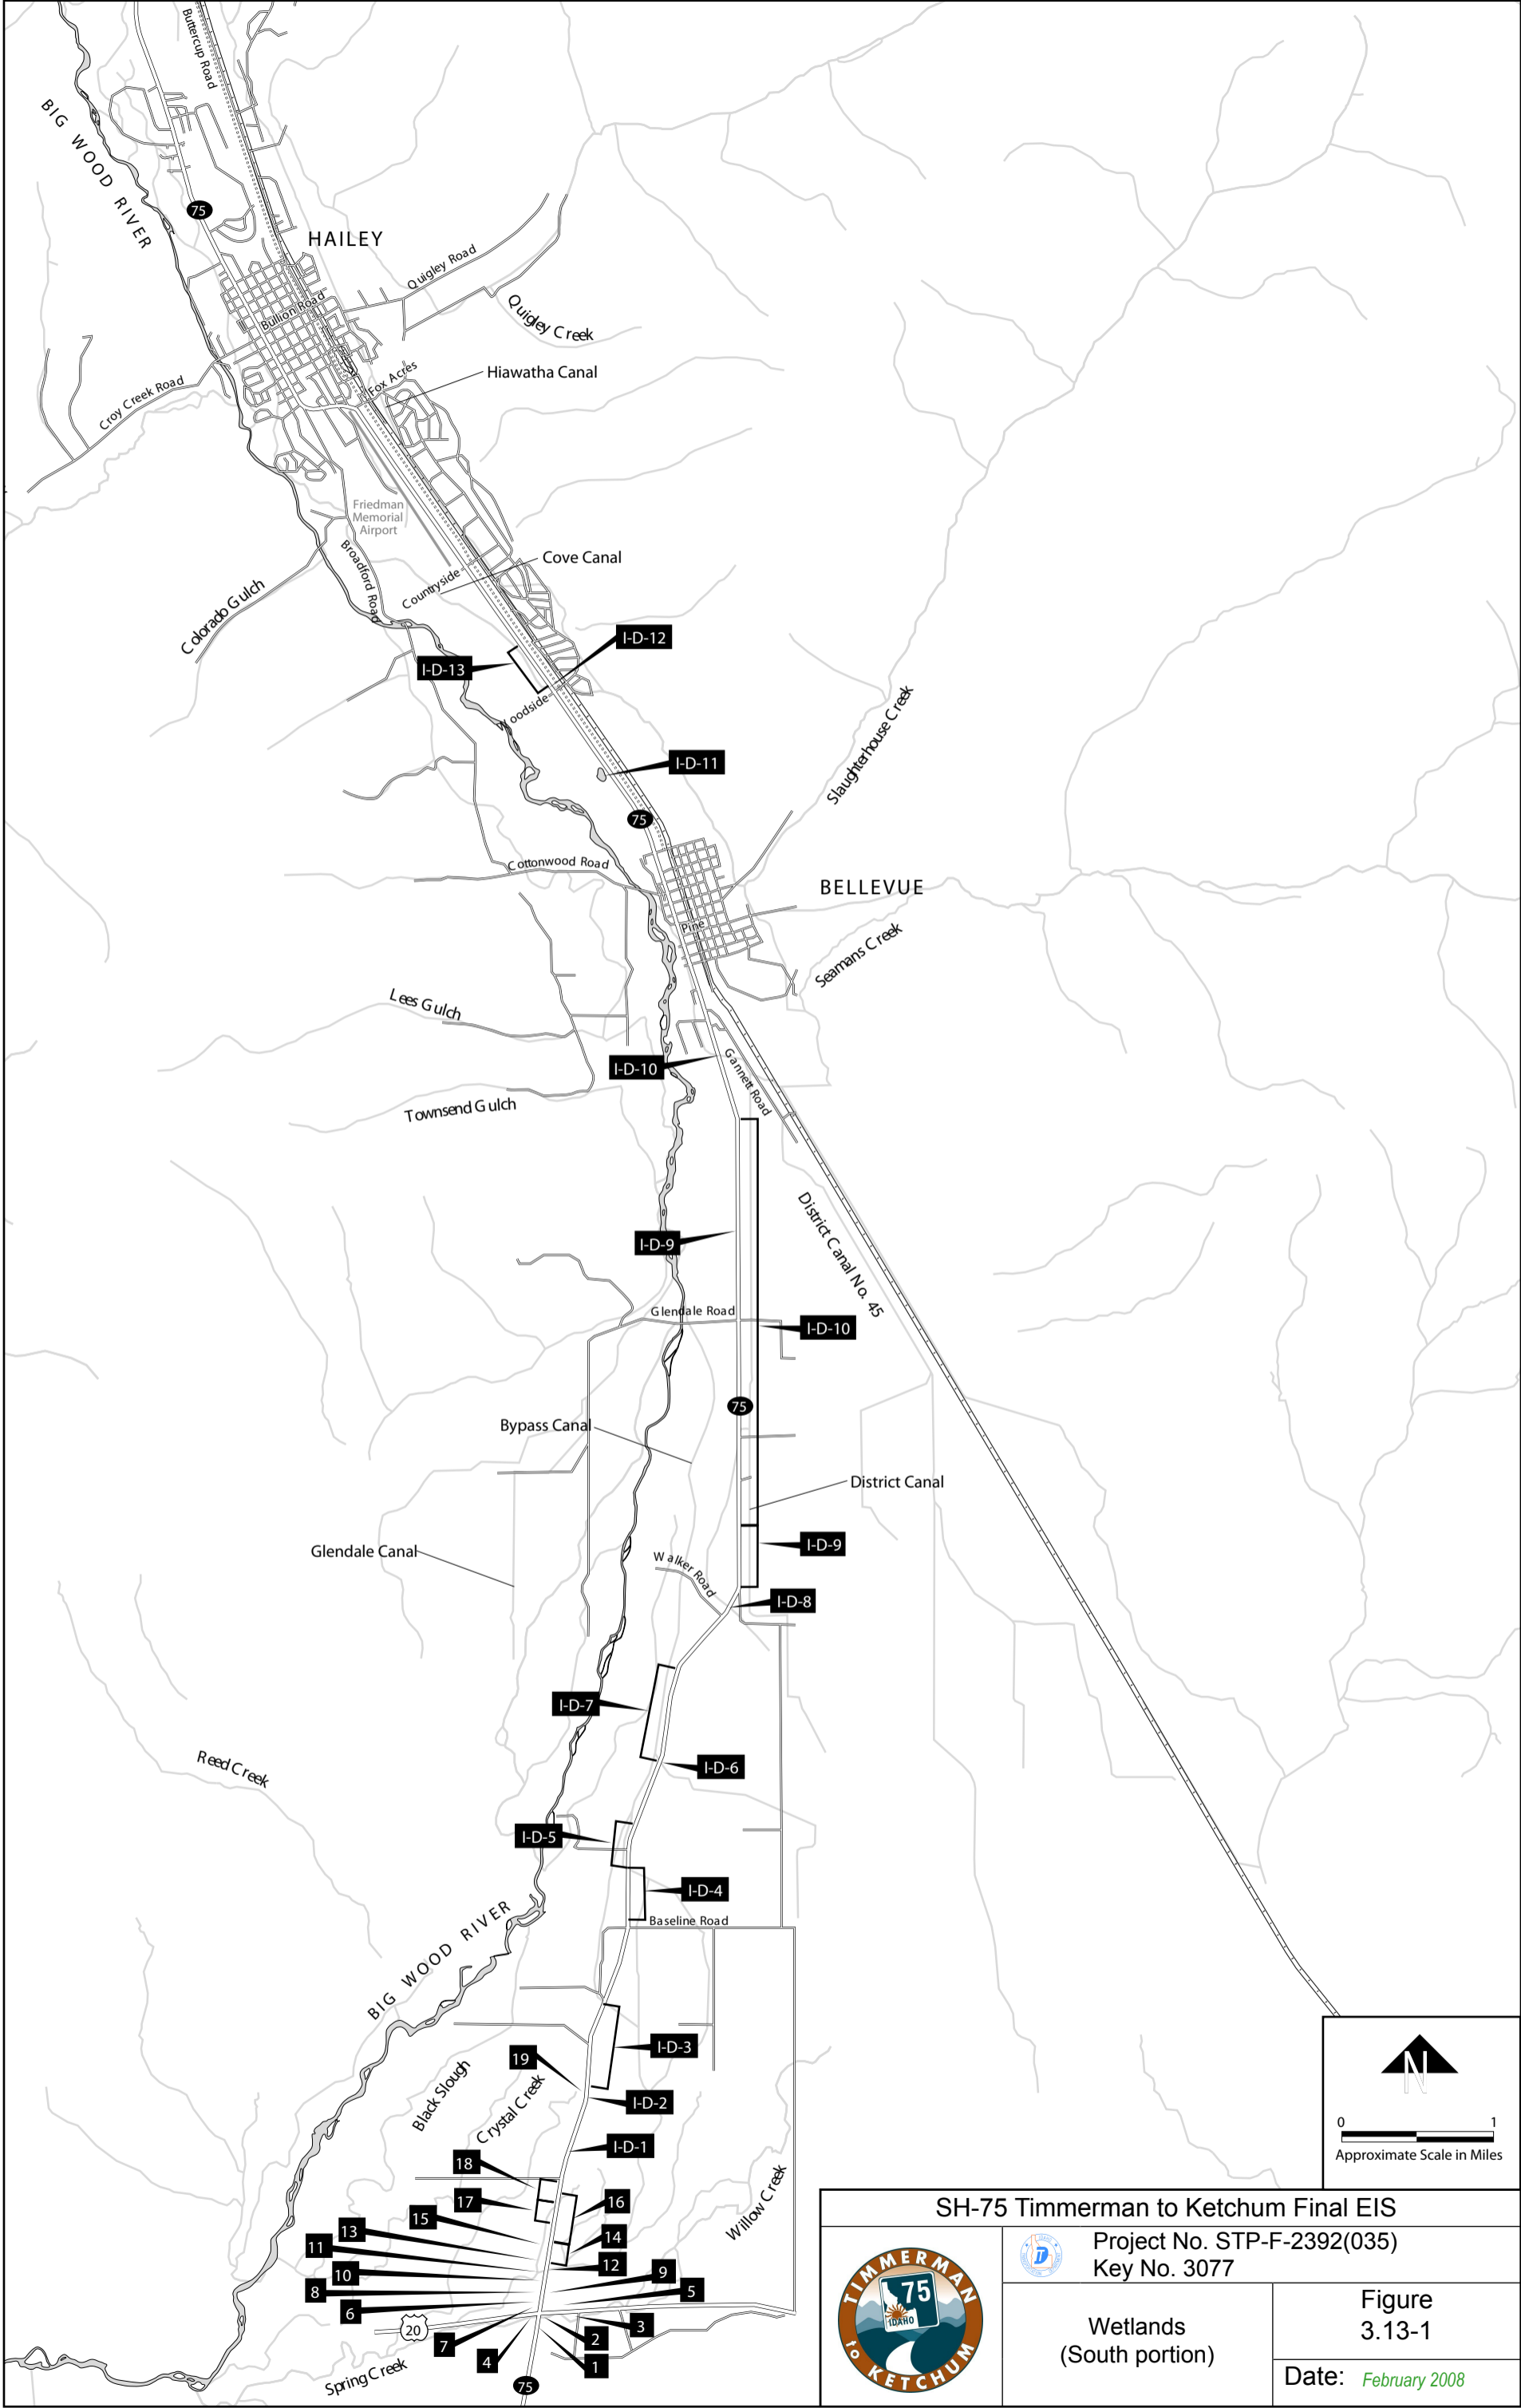 Buttercup Road
BIG WOOD RIVER
75
HAILEY
Quigley Road
Quigley Creek
Bullion Road
Hiawatha Canal
Fox Acres
Croy Creek Road
Friedman
Memorial
Airport
Broadford Road
Cove Canal
Countryside
Colorado Gulch
I-D-12
I-D-13
Woodside
Slaughterhouse Creek
I-D-11
75
Cottonwood Road
BELLEVUE
Pine
Seamans Creek
Lees Gulch
I-D-10
Gannett Road
Townsend Gulch
District Canal No. 45
I-D-9
Glendale Road
I-D-10
75
Bypass Canal
District Canal
I-D-9
Glendale Canal
Walker Road
I-D-8
I-D-7
I-D-6
Reed Creek
I-D-5
I-D-4
Baseline Road
BIG WOOD RIVER
I-D-3
19
Black Slough
Crystal Creek
I-D-2
I-D-1
18
17
16
15
Willow Creek
13
14
11
12
10
9
8
5
6
20
3
7
2
4
1
Spring Creek
75
N
0 1
Approximate Scale in Miles
SH-75 Timmerman to Ketchum Final EIS
Project No. STP-F-2392(035)
Key No. 3077
TIMMERMAN
75
IDAHO
to KETCHUM
Wetlands
(South portion)
Figure
3.13-1
Date: February 2008